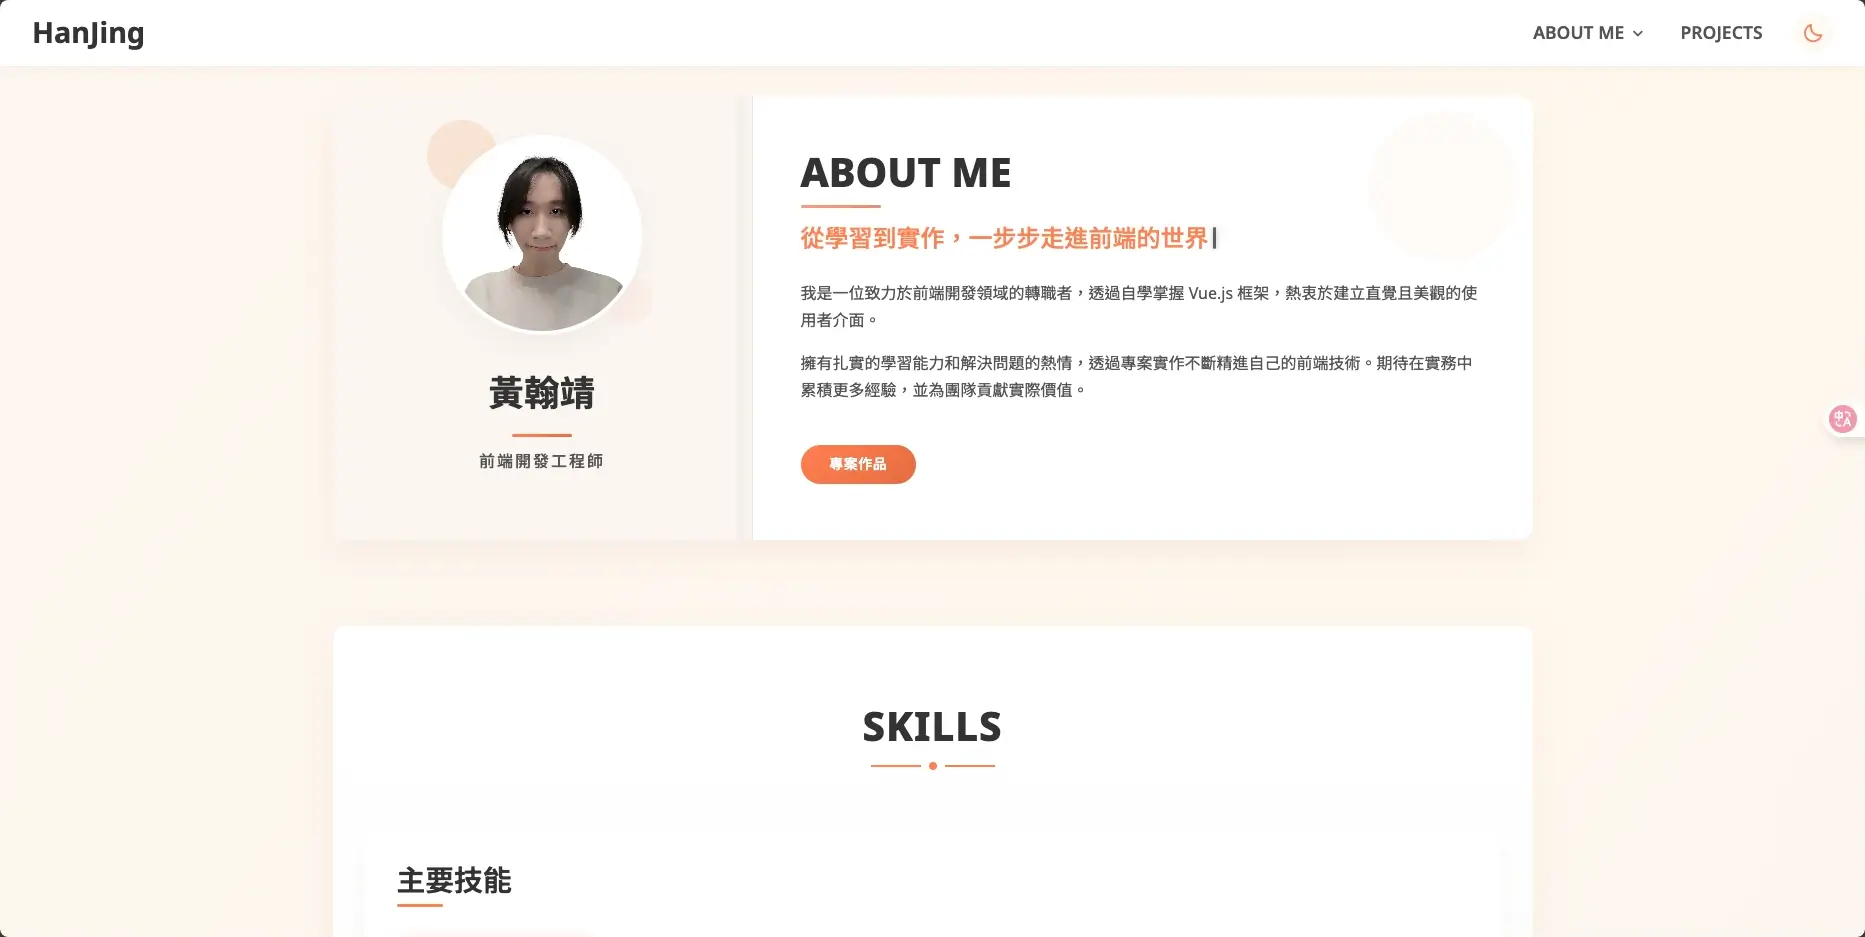 HanJing
ABOUT ME
PROJECTS
黃翰靖
前端開發工程師
ABOUT ME
從學習到實作，一步步走進前端的世界|
我是一位致力於前端開發領域的轉職者，透過自學掌握 Vue.js 框架，熱衷於建立直覺且美觀的使
用者介面。
擁有扎實的學習能力和解決問題的熱情，透過專案實作不斷精進自己的前端技術。期待在實務中
累積更多經驗，並為團隊貢獻實際價值。
專案作品
中
A
SKILLS
主要技能